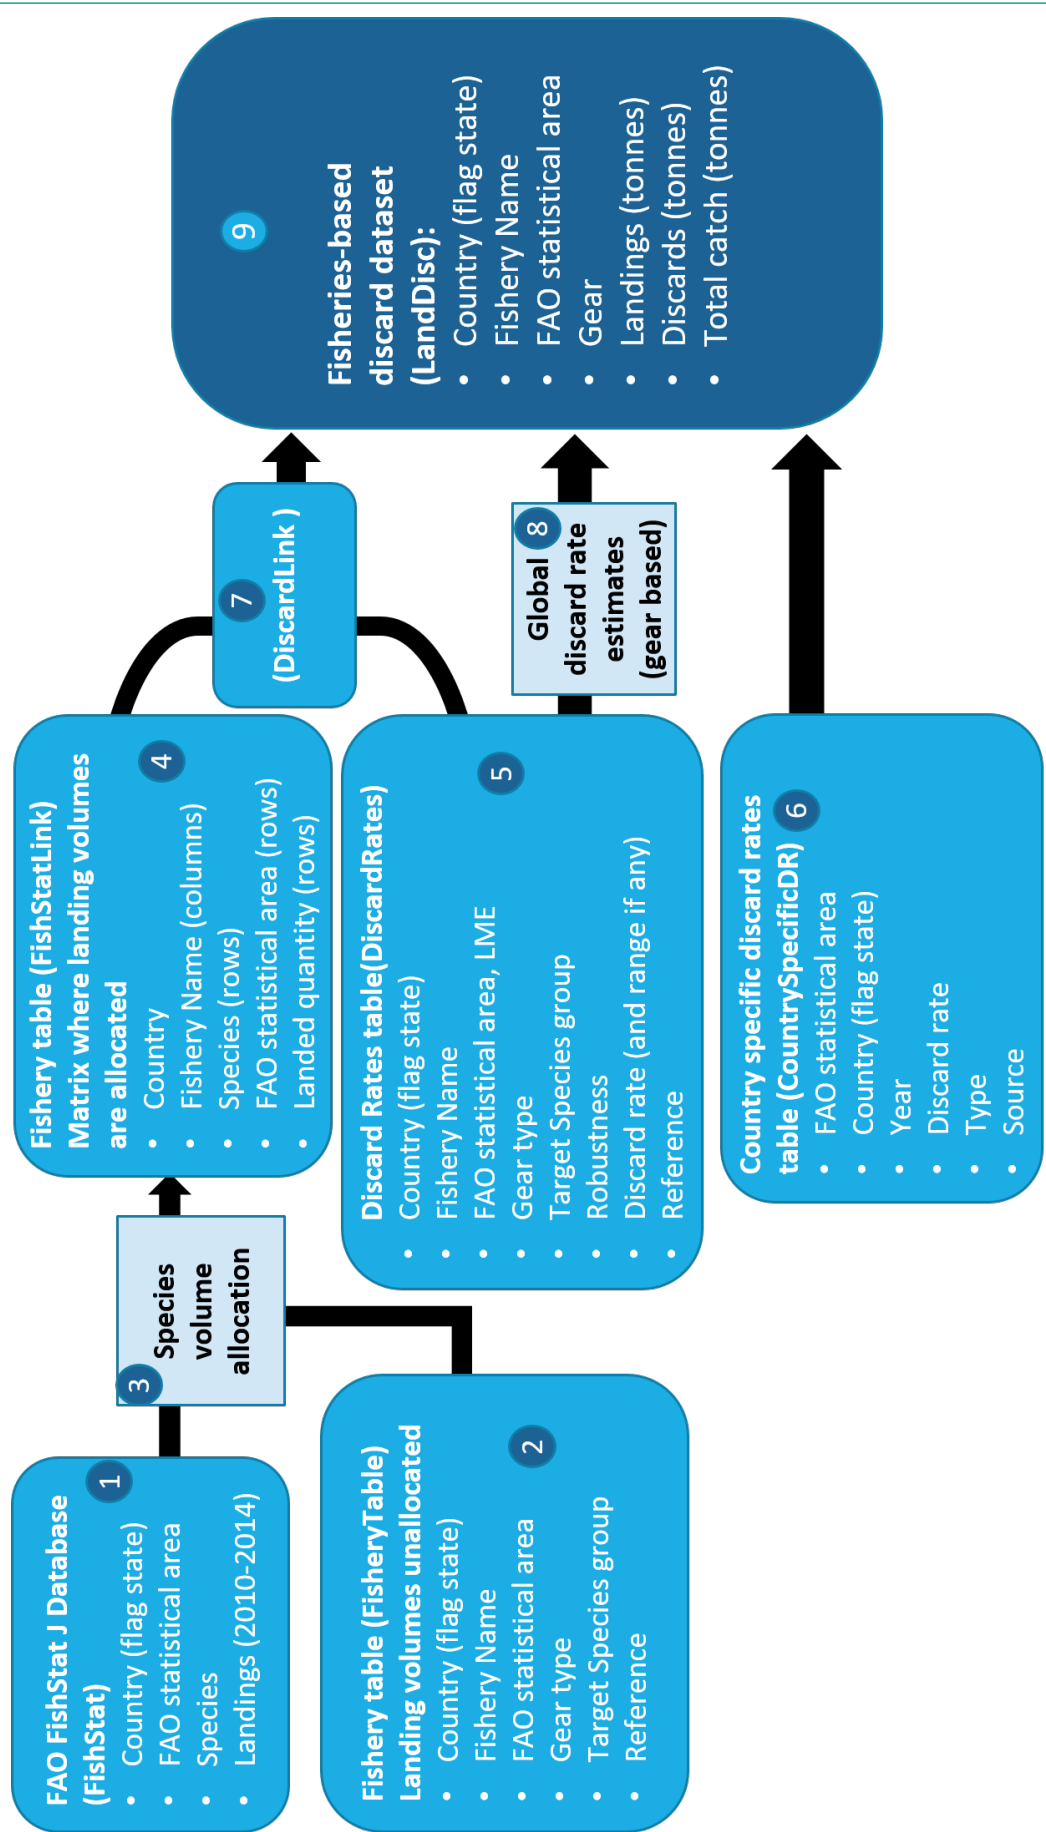 1
FAO FishStat J Database
(FishStat)
• Country (flag state)
• FAO statistical area
• Species
• Landings (2010-2014)
2
Fishery table (FisheryTable)
Landing volumes unallocated
• Country (flag state)
• Fishery Name
• FAO statistical area
• Gear type
• Target Species group
• Reference
3
Species
volume
allocation
4
Fishery table (FishStatLink)
Matrix where landing volumes
are allocated
• Country
• Fishery Name (columns)
• Species (rows)
• FAO statistical area (rows)
• Landed quantity (rows)
5
Discard Rates table(DiscardRates)
• Country (flag state)
• Fishery Name
• FAO statistical area, LME
• Gear type
• Target Species group
• Robustness
• Discard rate (and range if any)
• Reference
6
Country specific discard rates
table (CountrySpecificDR)
• FAO statistical area
• Country (flag state)
• Year
• Discard rate
• Type
• Source
7
(DiscardLink )
8
Global
discard rate
estimates
(gear based)
9
Fisheries-based
discard dataset
(LandDisc):
• Country (flag state)
• Fishery Name
• FAO statistical area
• Gear
• Landings (tonnes)
• Discards (tonnes)
• Total catch (tonnes)